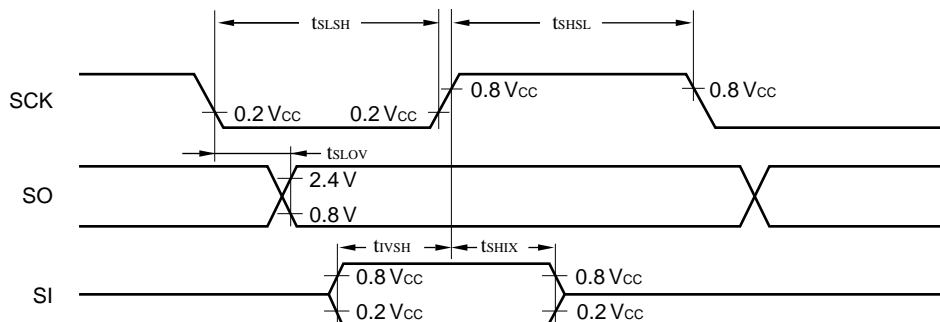 tSLSH tSHSL
SCK 0.2 VCC 0.2 VCC 0.8 VCC 0.8 VCC
tSLOV
SO 2.4 V
0.8 V
tIVSH tSHIX
0.8 VCC 0.8 VCC
SI
0.2 VCC 0.2 VCC